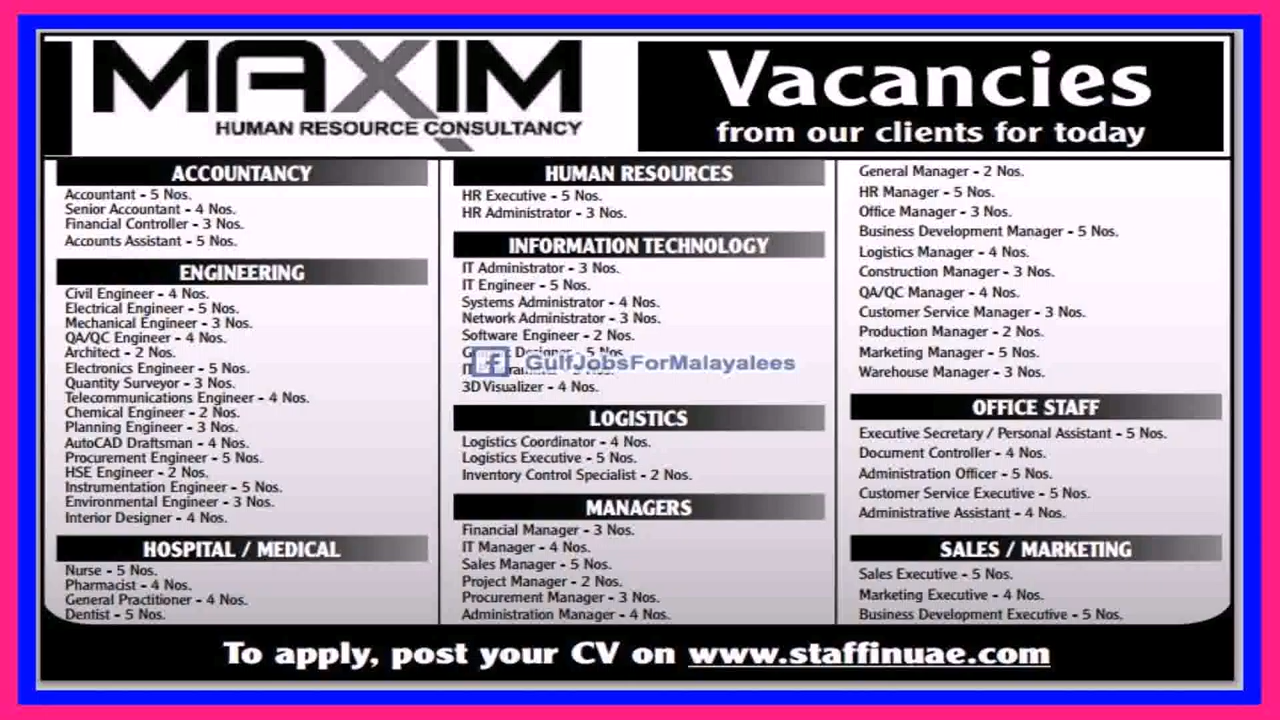 MAXIM
HUMAN RESOURCE CONSULTANCY
Vacancies
from our clients for today
ACCOUNTANCY
Accountant - 5 Nos.
Senior Accountant - 4 Nos.
Financial Controller - 3 Nos.
Accounts Assistant - 5 Nos.
ENGINEERING
Civil Engineer - 4 Nos.
Electrical Engineer - 5 Nos.
Mechanical Engineer - 3 Nos.
QA/QC Engineer - 4 Nos.
Architect - 2 Nos.
Electronics Engineer - 5 Nos.
Quantity Surveyor - 3 Nos.
Telecommunications Engineer - 4 Nos.
Chemical Engineer - 2 Nos.
Planning Engineer - 3 Nos.
AutoCAD Draftsman - 4 Nos.
Procurement Engineer - 5 Nos.
HSE Engineer - 2 Nos.
Instrumentation Engineer - 5 Nos.
Environmental Engineer - 3 Nos.
Interior Designer - 4 Nos.
HOSPITAL / MEDICAL
Nurse - 5 Nos.
Pharmacist - 4 Nos.
General Practitioner - 4 Nos.
Dentist - 5 Nos.
HUMAN RESOURCES
HR Executive - 5 Nos.
HR Administrator - 3 Nos.
INFORMATION TECHNOLOGY
IT Administrator - 3 Nos.
IT Engineer - 5 Nos.
Systems Administrator - 4 Nos.
Network Administrator - 3 Nos.
Software Engineer - 2 Nos.
Designer - 5 Nos.
GulfJobsForMalayalees
3D Visualizer - 4 Nos.
LOGISTICS
Logistics Coordinator - 4 Nos.
Logistics Executive - 5 Nos.
Inventory Control Specialist - 2 Nos.
MANAGERS
Financial Manager - 3 Nos.
IT Manager - 4 Nos.
Sales Manager - 5 Nos.
Project Manager - 2 Nos.
Procurement Manager - 3 Nos.
Administration Manager - 4 Nos.
General Manager - 2 Nos.
HR Manager - 5 Nos.
Office Manager - 3 Nos.
Business Development Manager - 5 Nos.
Logistics Manager - 4 Nos.
Construction Manager - 3 Nos.
QA/QC Manager - 4 Nos.
Customer Service Manager - 3 Nos.
Production Manager - 2 Nos.
Marketing Manager - 5 Nos.
Warehouse Manager - 3 Nos.
OFFICE STAFF
Executive Secretary / Personal Assistant - 5 Nos.
Document Controller - 4 Nos.
Administration Officer - 5 Nos.
Customer Service Executive - 5 Nos.
Administrative Assistant - 4 Nos.
SALES / MARKETING
Sales Executive - 5 Nos.
Marketing Executive - 4 Nos.
Business Development Executive - 5 Nos.
To apply, post your CV on www.staffinuae.com